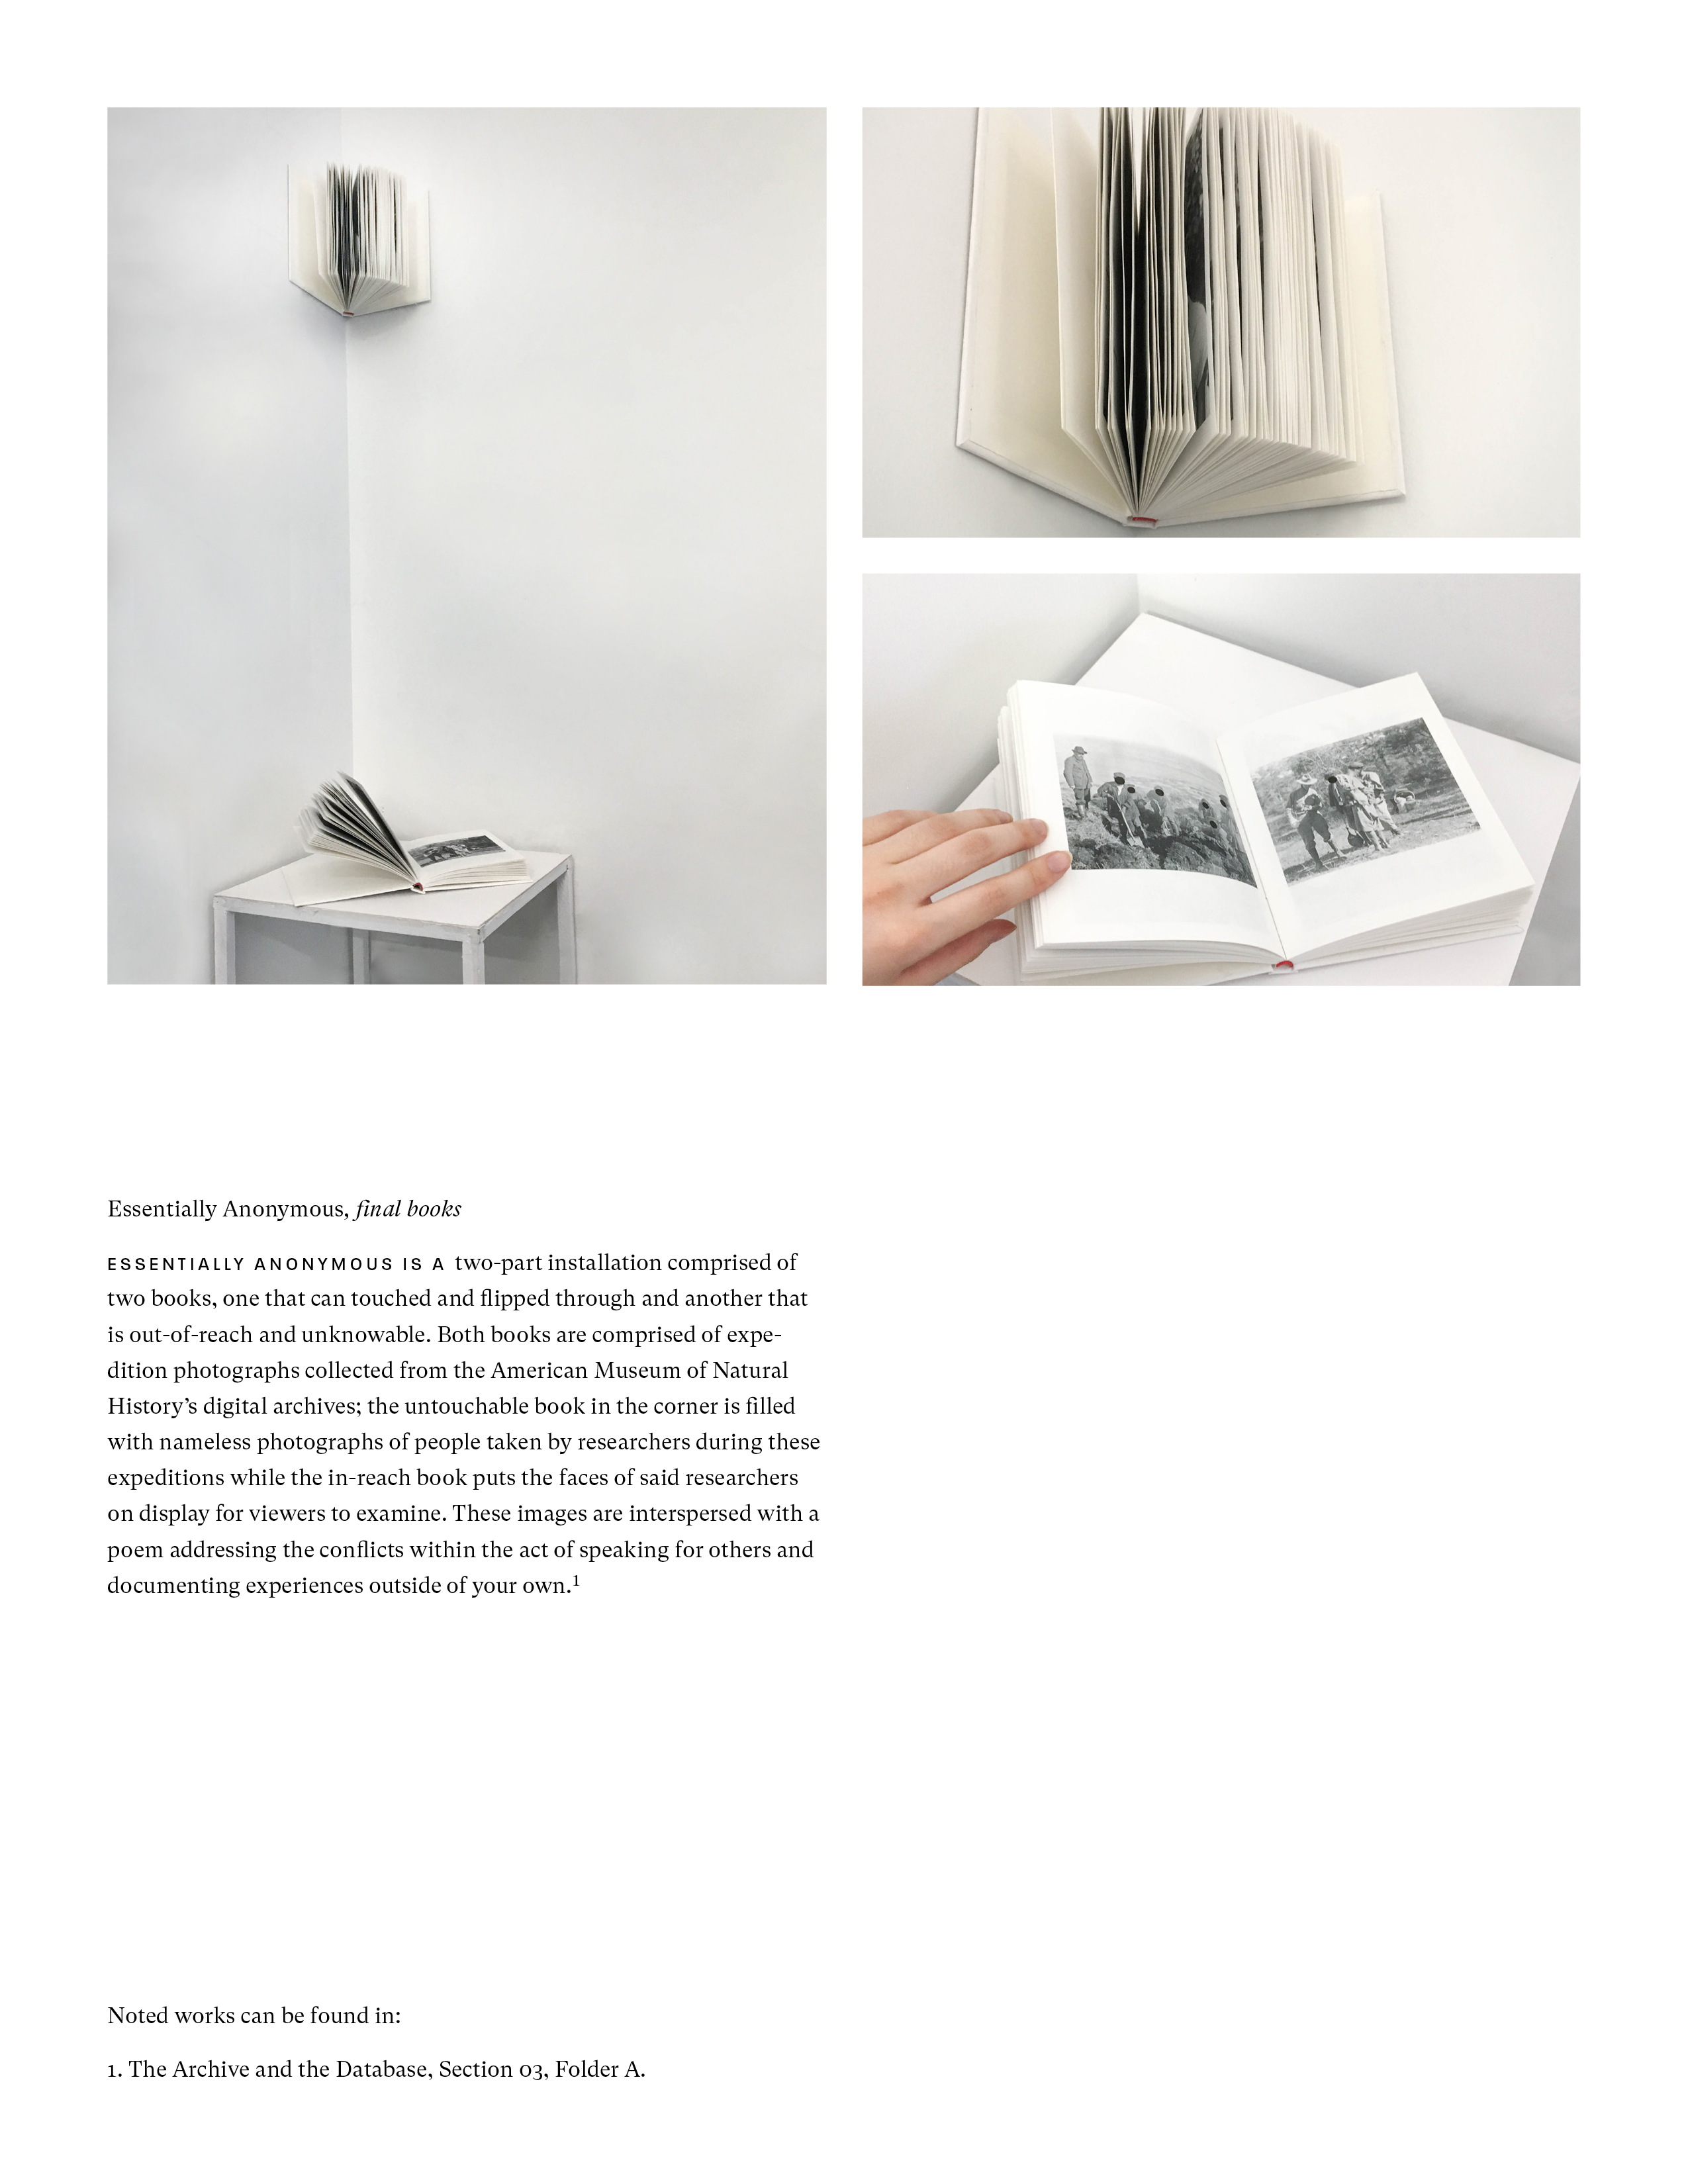 Essentially Anonymous, final books
ESSENTIALLY ANONYMOUS IS A two-part installation comprised of
two books, one that can touched and flipped through and another that
is out-of-reach and unknowable. Both books are comprised of expe-
dition photographs collected from the American Museum of Natural
History’s digital archives; the untouchable book in the corner is filled
with nameless photographs of people taken by researchers during these
expeditions while the in-reach book puts the faces of said researchers
on display for viewers to examine. These images are interspersed with a
poem addressing the conflicts within the act of speaking for others and
documenting experiences outside of your own.¹
Noted works can be found in:
1. The Archive and the Database, Section 03, Folder A.